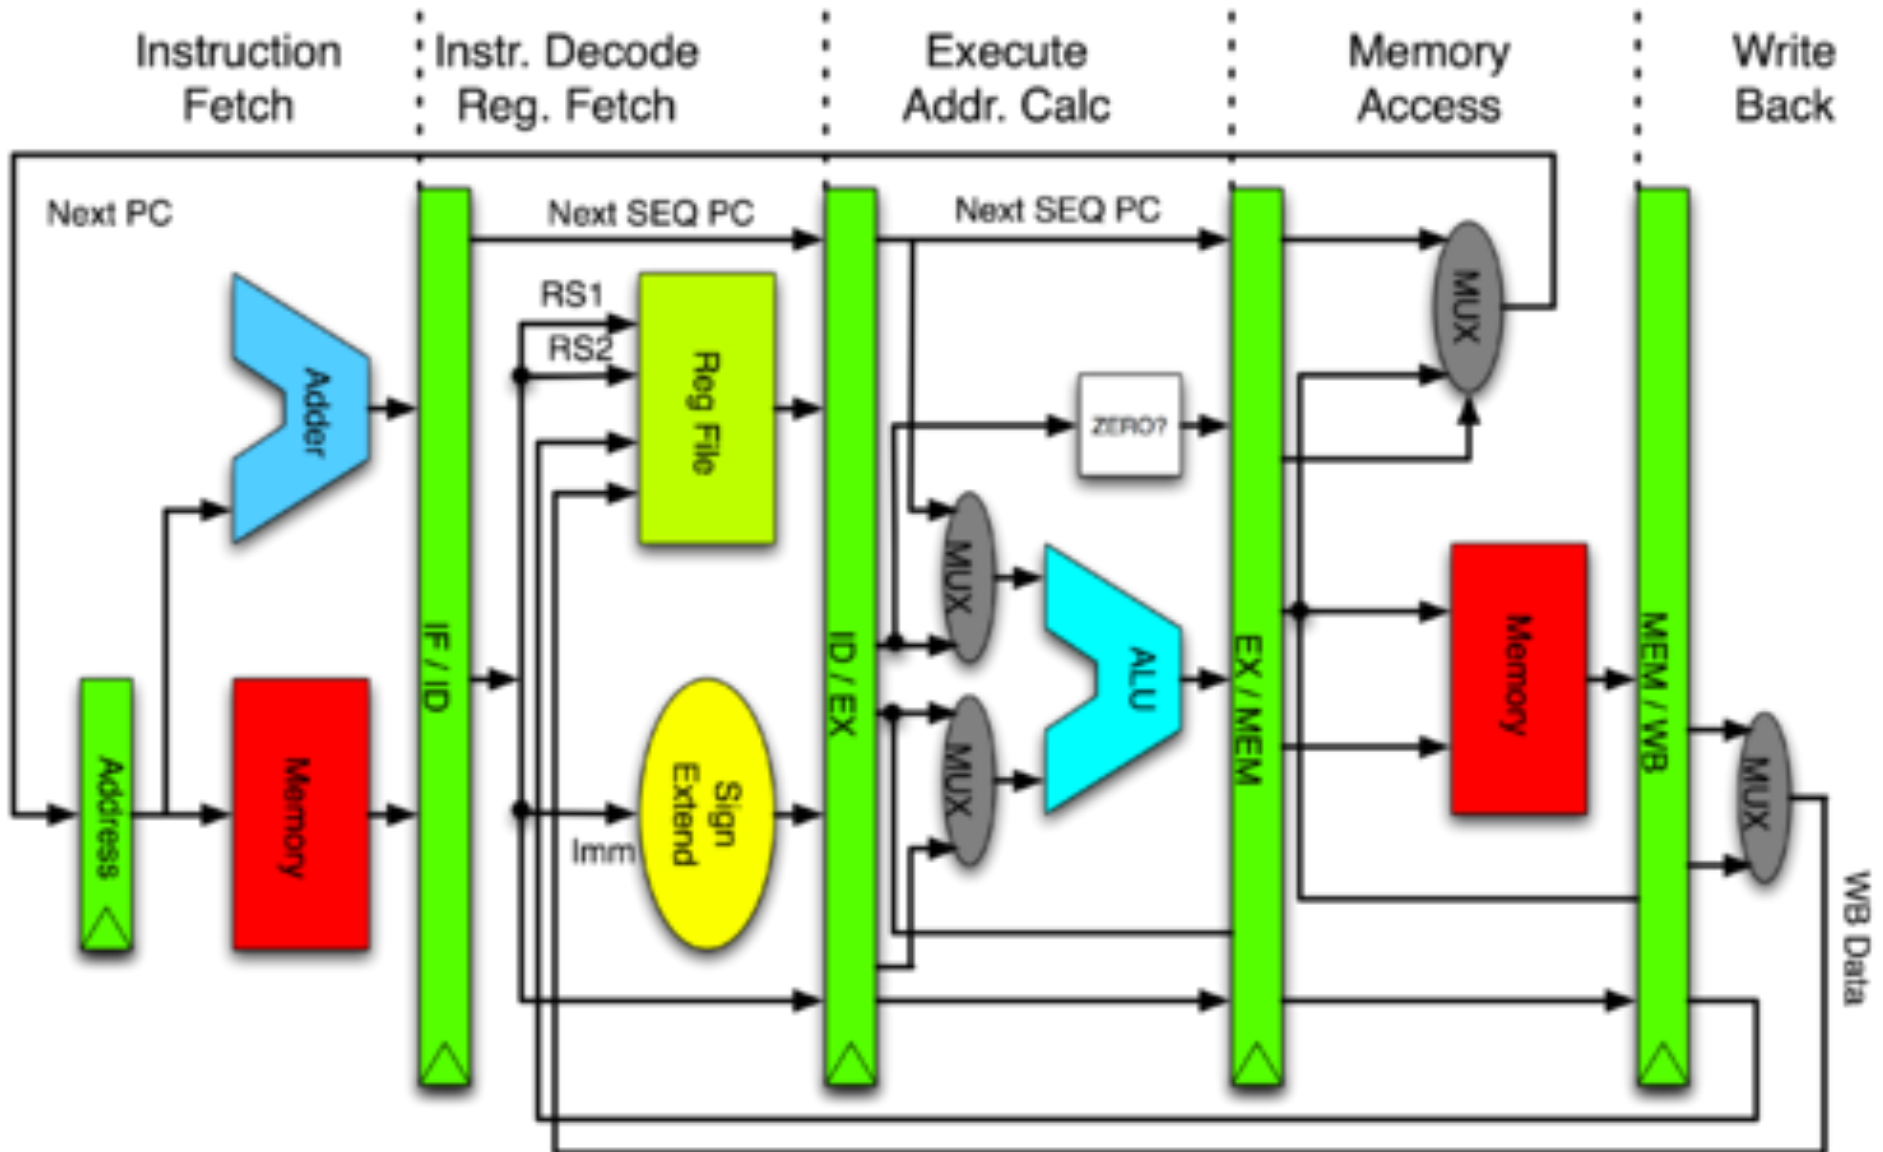 Instruction
Fetch
Instr. Decode
Reg. Fetch
Execute
Addr. Calc
Memory
Access
Write
Back
Next PC
Next SEQ PC
Next SEQ PC
RS1
RS2
Reg File
Adder
MUX
ZERO?
IF / ID
ID / EX
MUX
ALU
EX / MEM
Memory
MEM / WB
Address
Memory
Imm
Sign
Extend
MUX
MUX
WB Data